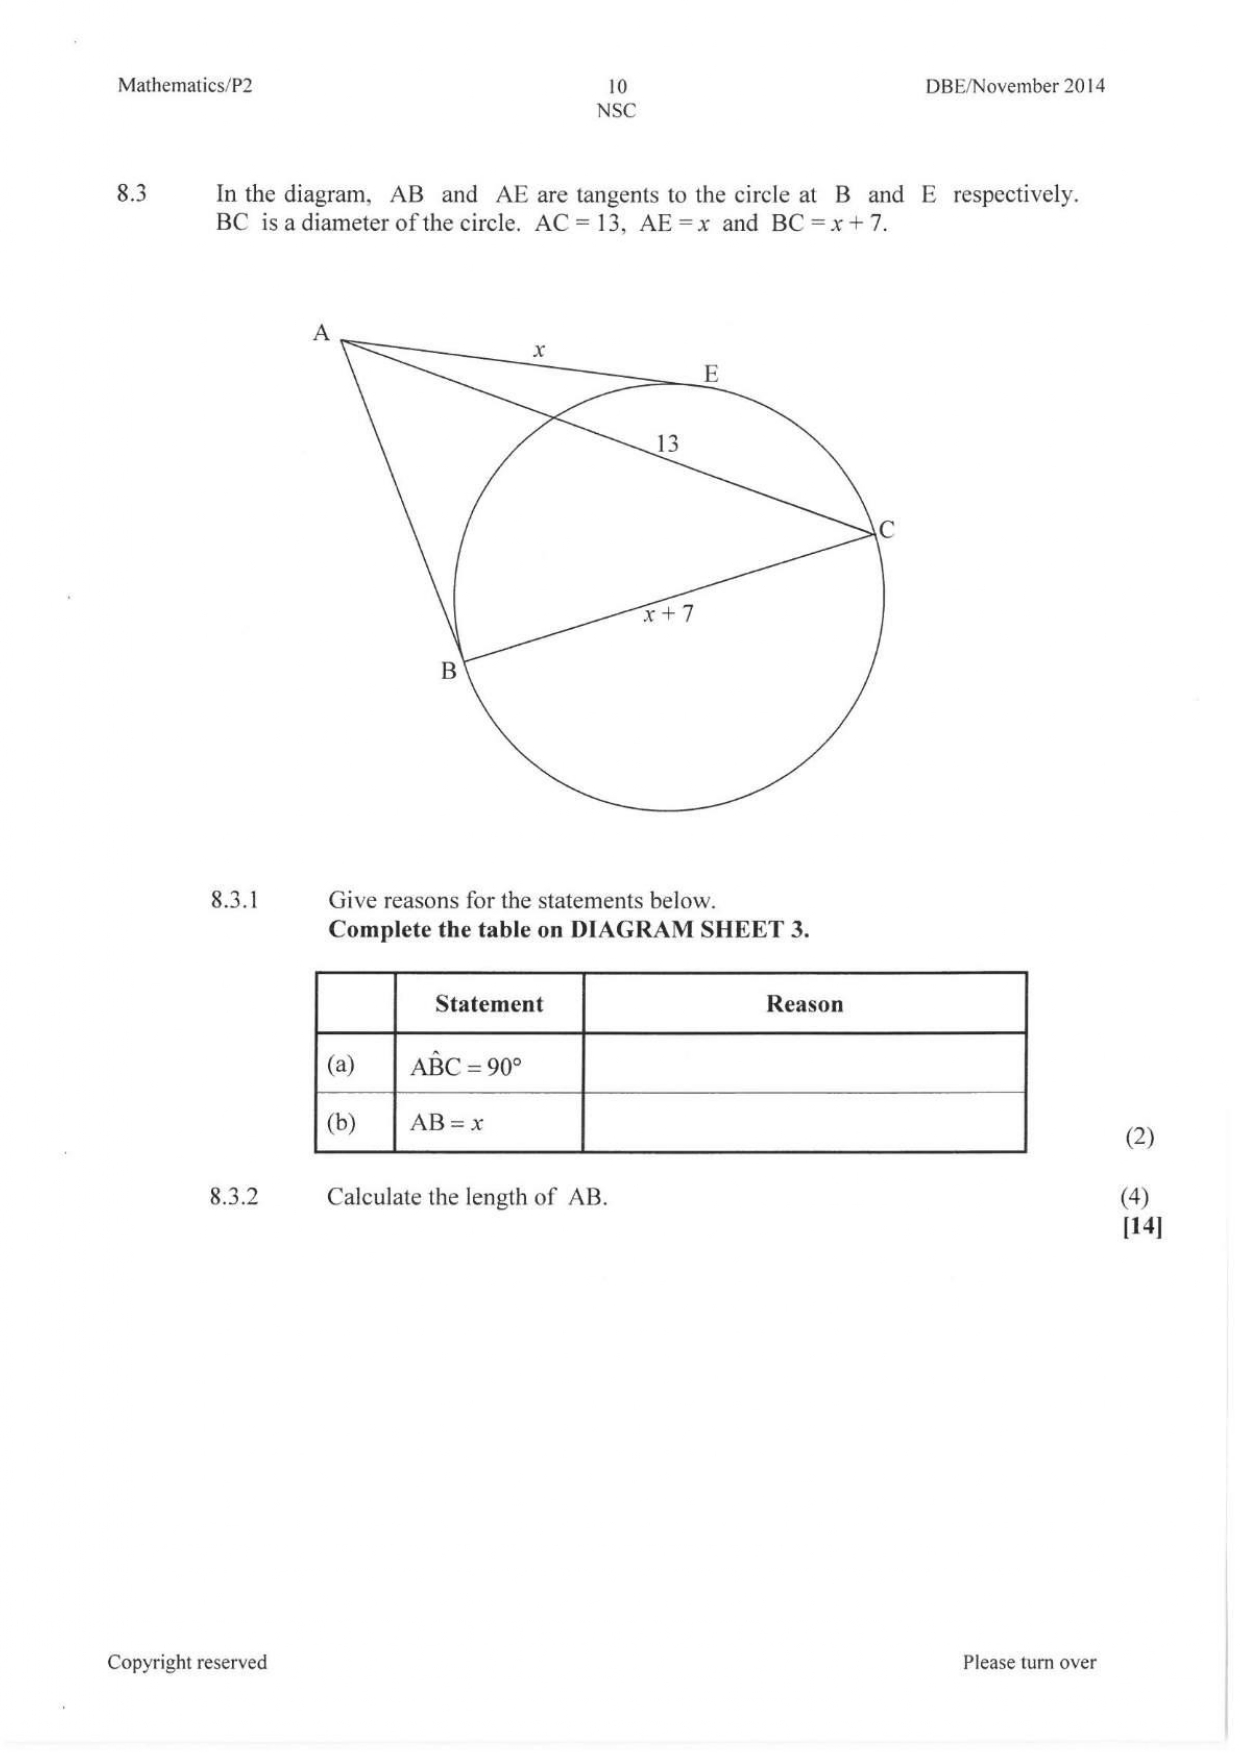 Mathematics/P2 10 DBE/November 2014
NSC
8.3 In the diagram, AB and AE are tangents to the circle at B and E respectively.
BC is a diameter of the circle. AC = 13, AE = x and BC = x + 7.
A
x
E
13
C
x + 7
B
8.3.1 Give reasons for the statements below.
Complete the table on DIAGRAM SHEET 3.
Statement Reason
(a) AB̂C = 90°
(b) AB = x
(2)
8.3.2 Calculate the length of AB. (4)
[14]
Copyright reserved Please turn over